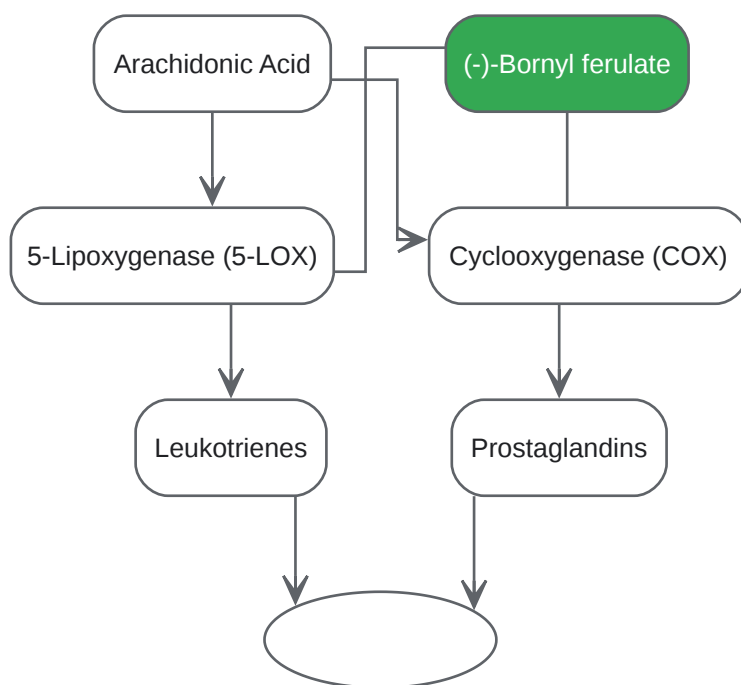 Arachidonic Acid
(-)-Bornyl ferulate
5-Lipoxygenase (5-LOX)
Cyclooxygenase (COX)
Leukotrienes
Prostaglandins